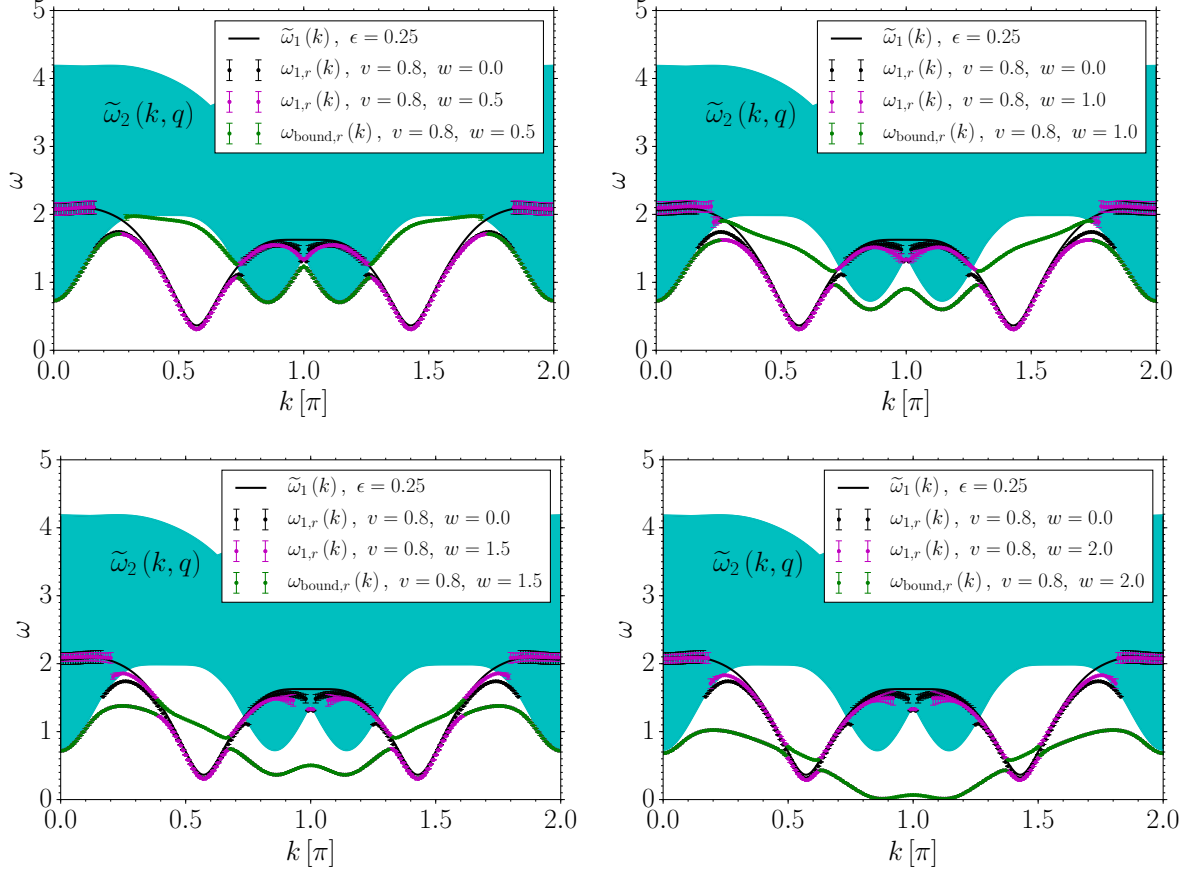 5
4
3
2
1
0
ω
0.0 0.5 1.0 1.5 2.0
k [π]
ω̃₂(k, q)
ω̃₁(k), ϵ = 0.25
ω₁,ᵣ(k), v = 0.8, w = 0.0
ω₁,ᵣ(k), v = 0.8, w = 0.5
ω_bound,r(k), v = 0.8, w = 0.5
5
4
3
2
1
0
ω
0.0 0.5 1.0 1.5 2.0
k [π]
ω̃₂(k, q)
ω̃₁(k), ϵ = 0.25
ω₁,ᵣ(k), v = 0.8, w = 0.0
ω₁,ᵣ(k), v = 0.8, w = 1.0
ω_bound,r(k), v = 0.8, w = 1.0
5
4
3
2
1
0
ω
0.0 0.5 1.0 1.5 2.0
k [π]
ω̃₂(k, q)
ω̃₁(k), ϵ = 0.25
ω₁,ᵣ(k), v = 0.8, w = 0.0
ω₁,ᵣ(k), v = 0.8, w = 1.5
ω_bound,r(k), v = 0.8, w = 1.5
5
4
3
2
1
0
ω
0.0 0.5 1.0 1.5 2.0
k [π]
ω̃₂(k, q)
ω̃₁(k), ϵ = 0.25
ω₁,ᵣ(k), v = 0.8, w = 0.0
ω₁,ᵣ(k), v = 0.8, w = 2.0
ω_bound,r(k), v = 0.8, w = 2.0